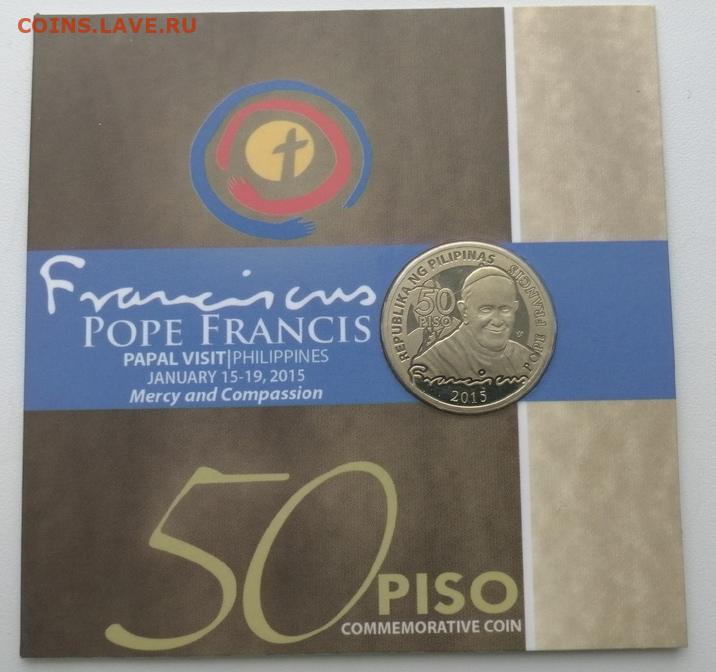 COINS.LAVE.RU
Franciscus
POPE FRANCIS
PAPAL VISIT|PHILIPPINES
JANUARY 15-19, 2015
Mercy and Compassion
REPUBLIKA NG PILIPINAS
POPE FRANCIS
50
PISO
Franciscus
2015
50 PISO
COMMEMORATIVE COIN